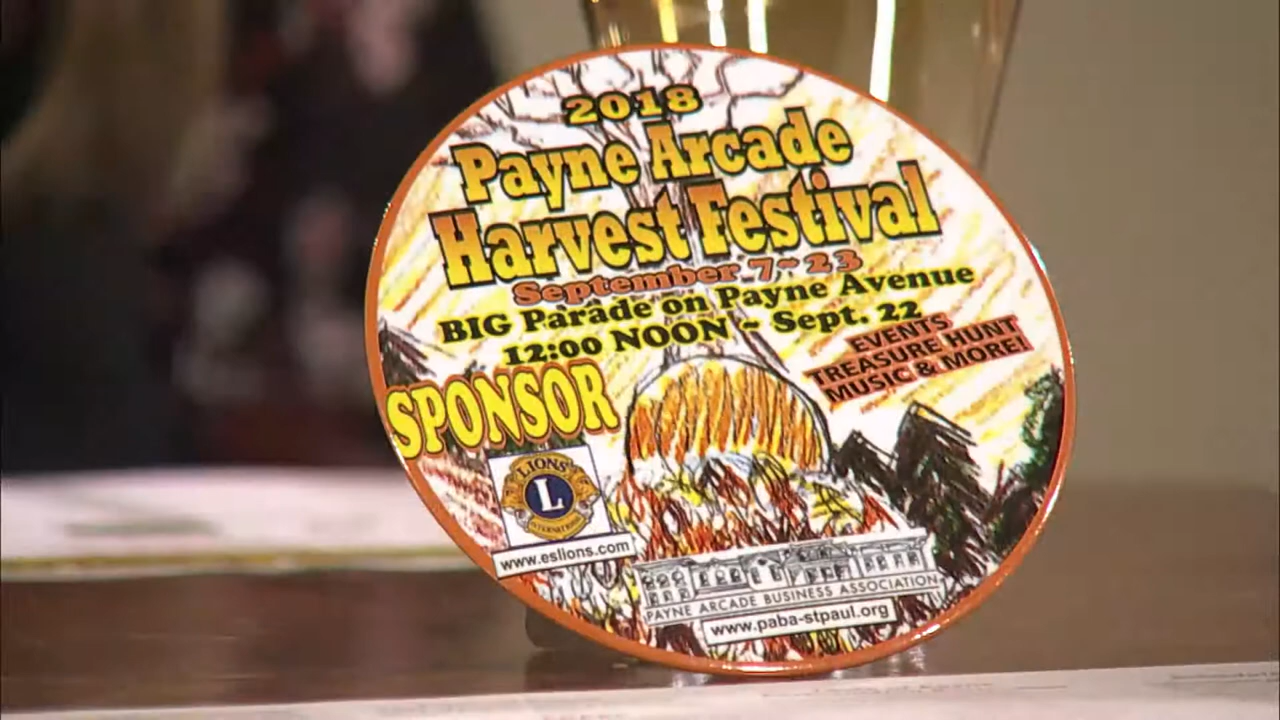 2018
Payne Arcade
Harvest Festival
September 7~23
BIG Parade on Payne Avenue
12:00 NOON ~ Sept. 22
EVENTS
TREASURE HUNT
MUSIC & MORE!
SPONSOR
LIONS
L
INTERNATIONAL
www.eslions.com
PAYNE ARCADE BUSINESS ASSOCIATION
www.paba-stpaul.org